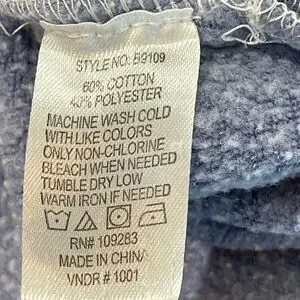 STYLE NO: B9109
60% COTTON
40% POLYESTER
MACHINE WASH COLD
WITH LIKE COLORS
ONLY NON-CHLORINE
BLEACH WHEN NEEDED
TUMBLE DRY LOW
WARM IRON IF NEEDED
RN# 109283
MADE IN CHINA
VNDR # 1001